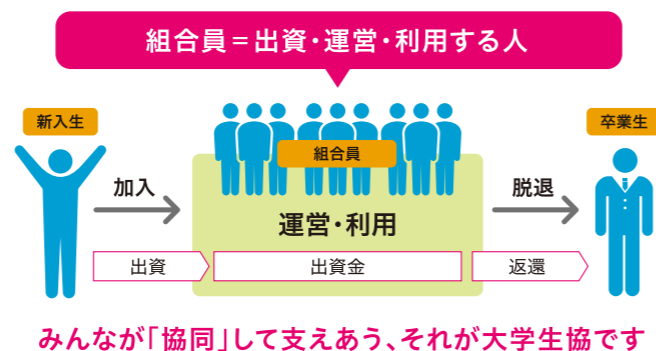 組合員＝出資・運営・利用する人
新入生
卒業生
組合員
加入
脱退
運営・利用
出資
出資金
返還
みんなが「協同」して支えあう、それが大学生協です